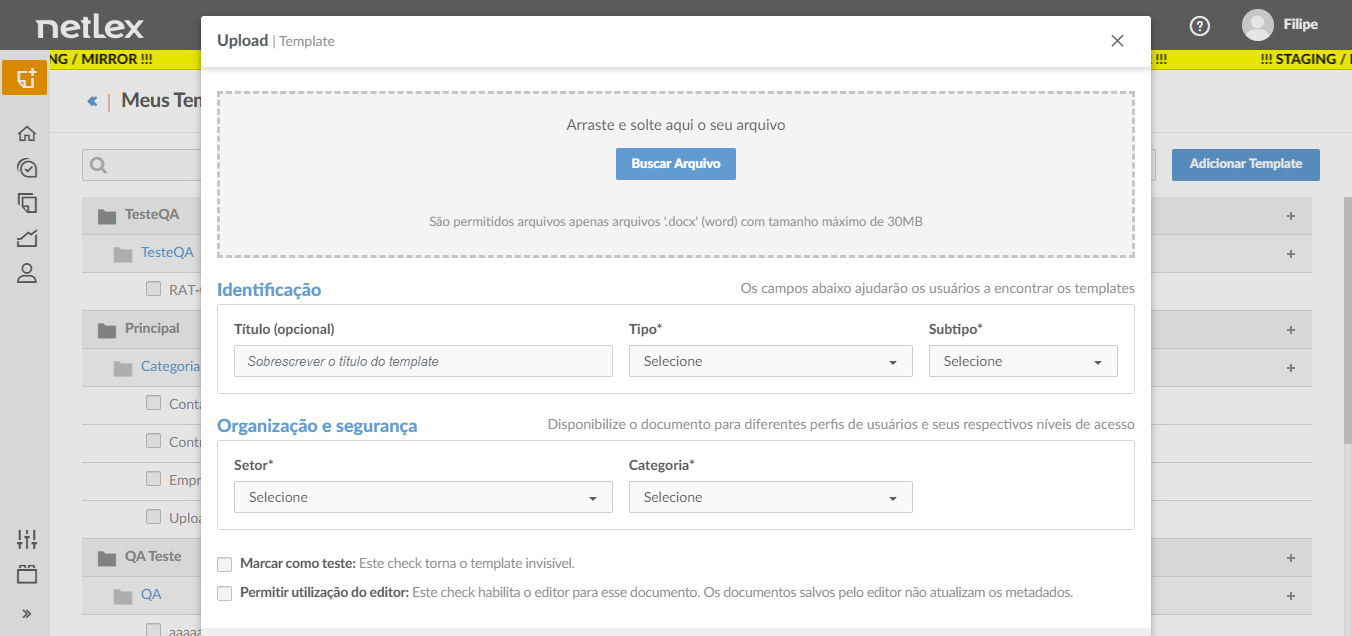 netlex
Upload | Template
Filipe
NG / MIRROR !!!
!!!
!!! STAGING /
Meus Tem
Arraste e solte aqui o seu arquivo
Buscar Arquivo
Adicionar Template
São permitidos arquivos apenas arquivos '.docx' (word) com tamanho máximo de 30MB
TesteQA
TesteQA
RAT-
Identificação
Os campos abaixo ajudarão os usuários a encontrar os templates
Principal
Título (opcional)
Tipo*
Subtipo*
Categoria
Sobrescrever o título do template
Selecione
Selecione
Conta
Organização e segurança
Disponibilize o documento para diferentes perfis de usuários e seus respectivos níveis de acesso
Contr
Setor*
Categoria*
Empr
Selecione
Selecione
Uploa
QA Teste
Marcar como teste: Este check torna o template invisível.
QA
Permitir utilização do editor: Este check habilita o editor para esse documento. Os documentos salvos pelo editor não atualizam os metadados.
aaaaa